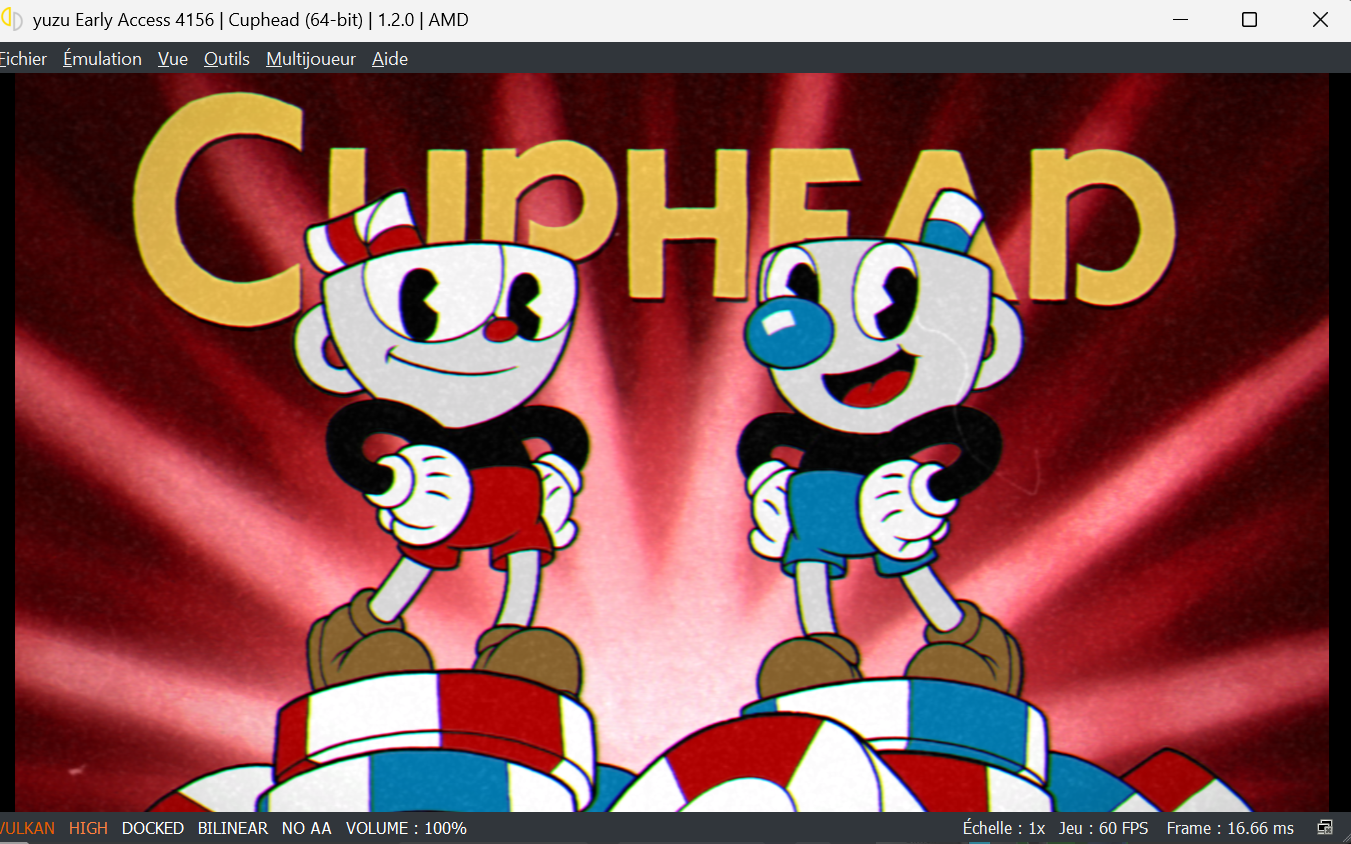 yuzu Early Access 4156 | Cuphead (64-bit) | 1.2.0 | AMD
Fichier Émulation Vue Outils Multijoueur Aide
CUPHEAD
VULKAN HIGH DOCKED BILINEAR NO AA VOLUME : 100% Échelle : 1x Jeu : 60 FPS Frame : 16.66 ms